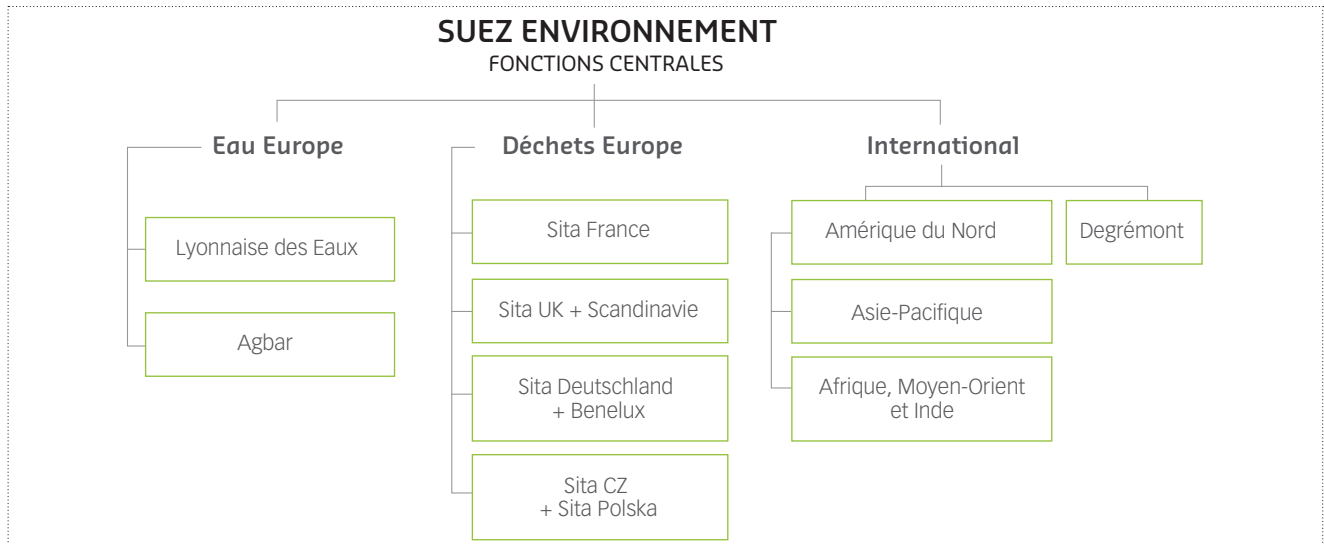 SUEZ ENVIRONNEMENT
FONCTIONS CENTRALES
Eau Europe
Lyonnaise des Eaux
Agbar
Déchets Europe
Sita France
Sita UK + Scandinavie
Sita Deutschland
+ Benelux
Sita CZ
+ Sita Polska
International
Amérique du Nord
Degrémont
Asie-Pacifique
Afrique, Moyen-Orient
et Inde